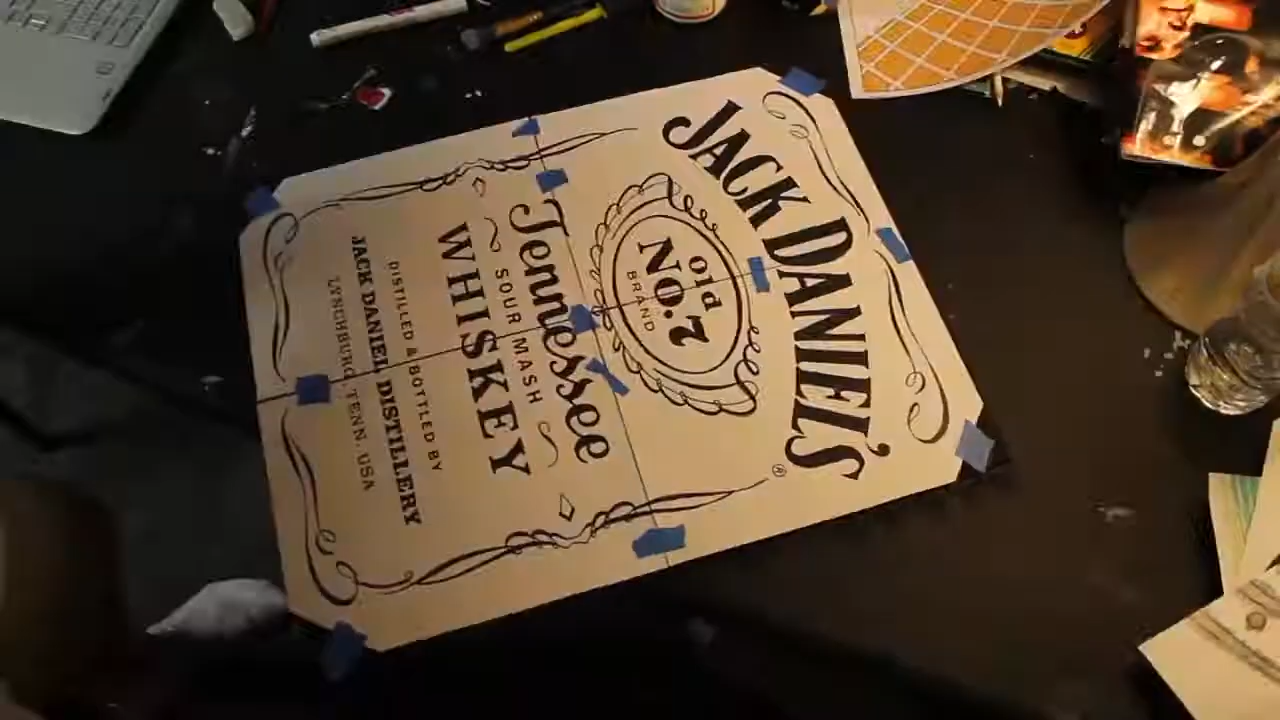 JACK DANIEL'S
Old
No.7
BRAND
®
Tennessee
SOUR MASH
WHISKEY
DISTILLED & BOTTLED BY
JACK DANIEL DISTILLERY
LYNCHBURG, TENN. USA